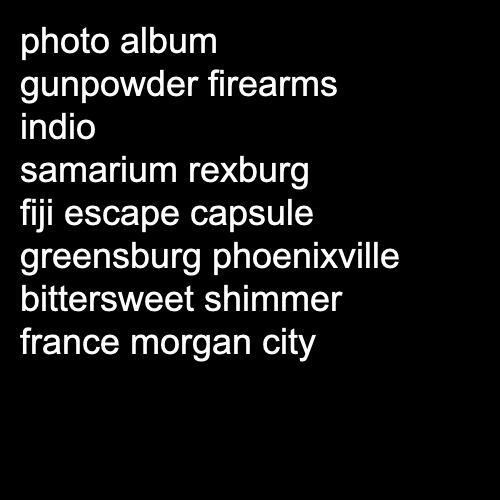 photo album
gunpowder firearms
indio
samarium rexburg
fiji escape capsule
greensburg phoenixville
bittersweet shimmer
france morgan city